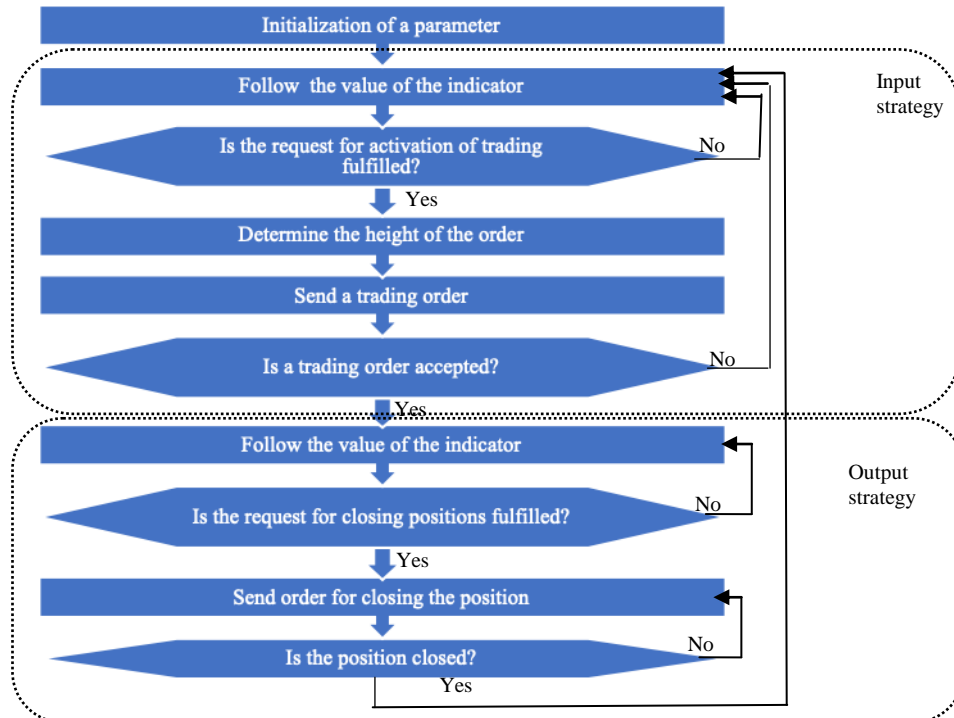 Initialization of a parameter
Follow the value of the indicator
Input
strategy
Is the request for activation of trading
fulfilled?
No
Yes
Determine the height of the order
Send a trading order
Is a trading order accepted?
No
Yes
Follow the value of the indicator
Output
strategy
Is the request for closing positions fulfilled?
No
Yes
Send order for closing the position
Is the position closed?
No
Yes